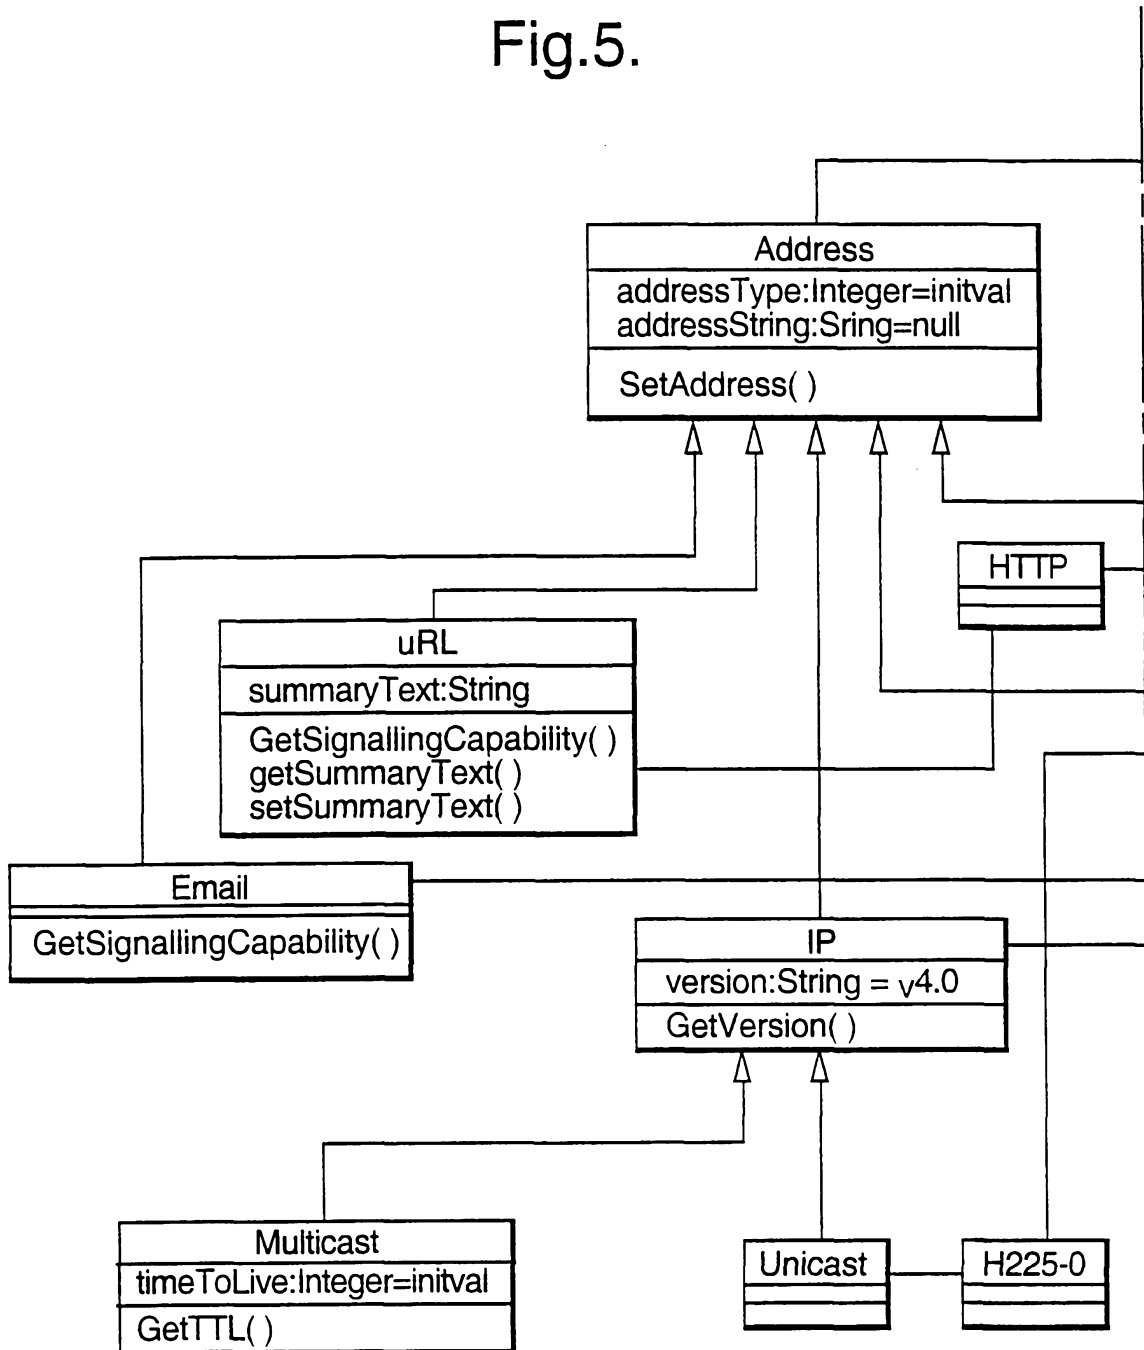 Fig.5.
Address
addressType:Integer=initval
addressString:Sring=null
SetAddress( )
HTTP
uRL
summaryText:String
GetSignallingCapability( )
getSummaryText( )
setSummaryText( )
Email
GetSignallingCapability( )
IP
version:String = v4.0
GetVersion( )
Multicast
timeToLive:Integer=initval
GetTTL( )
Unicast
H225-0